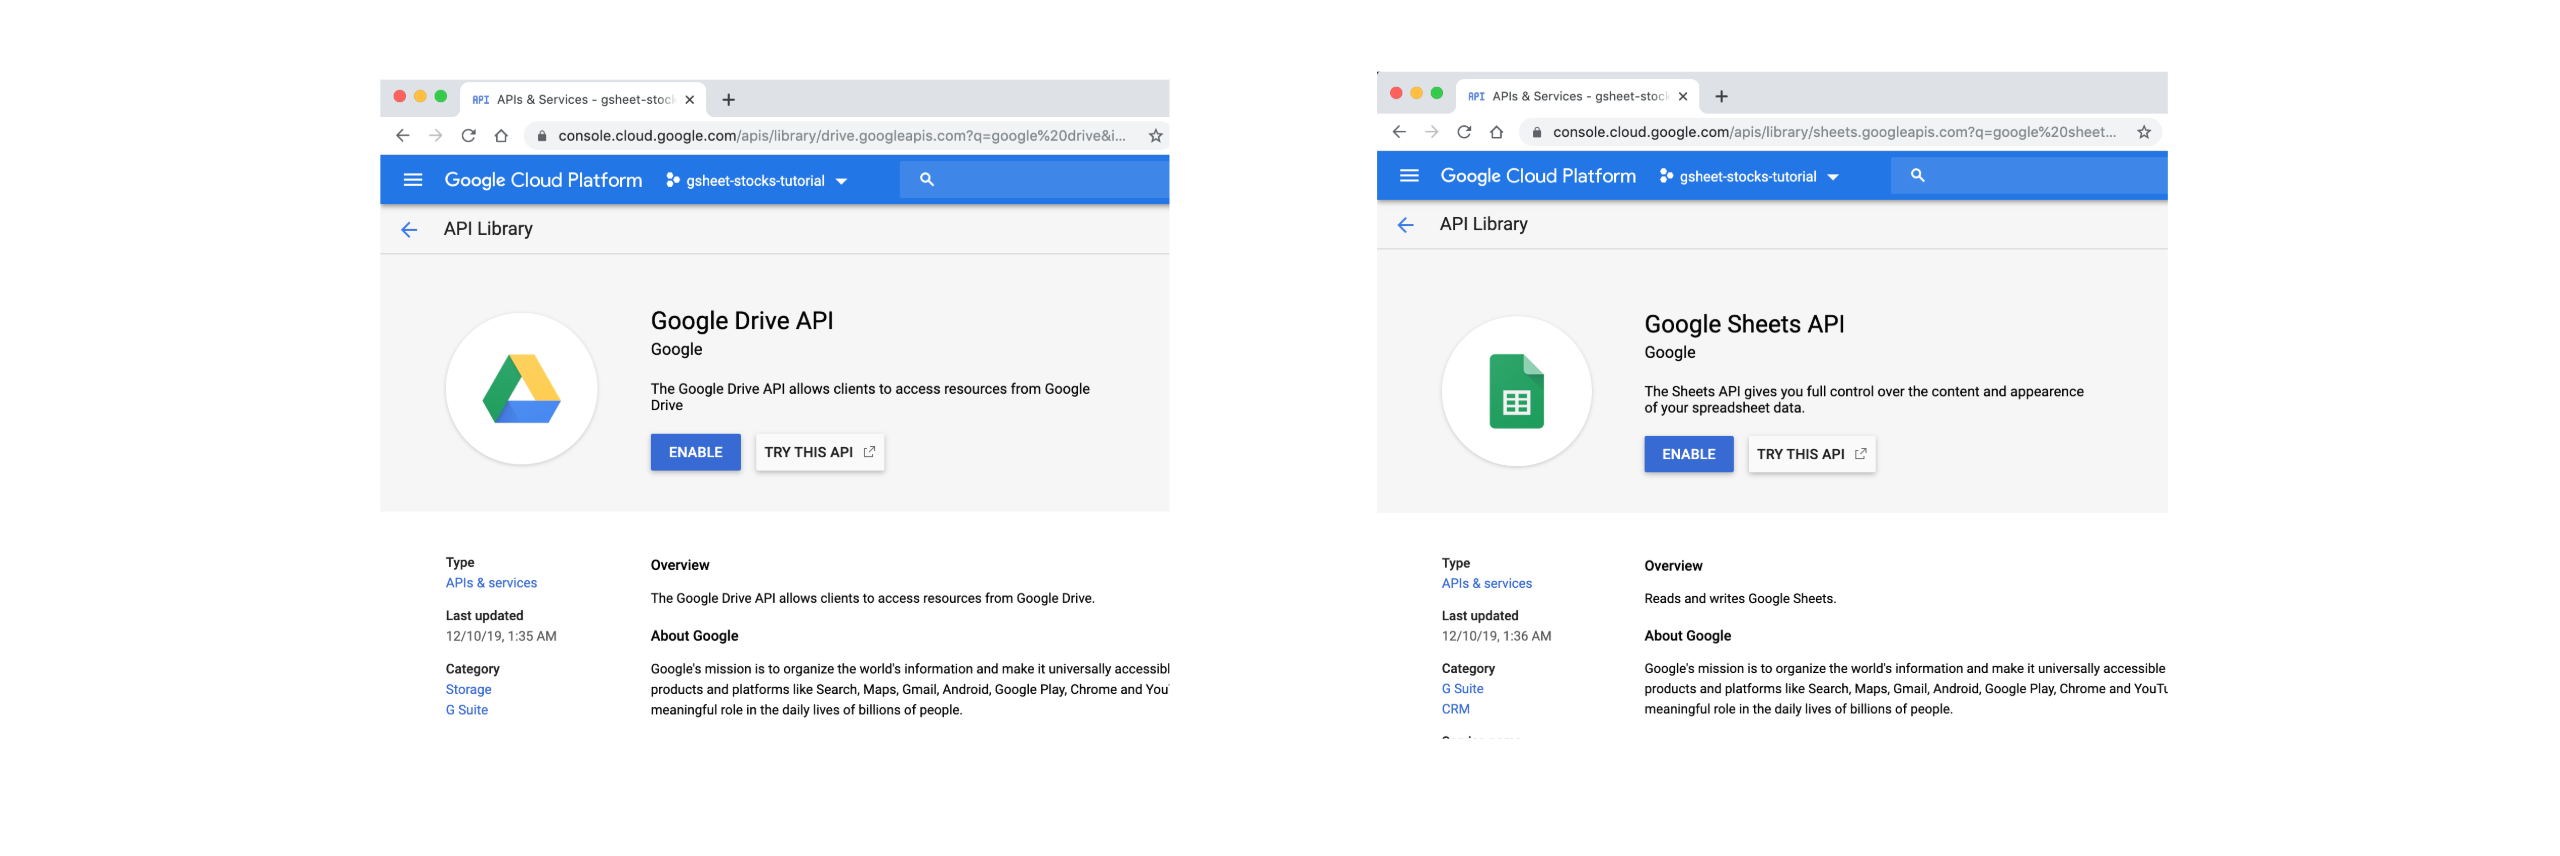 API APIs & Services - gsheet-stock
console.cloud.google.com/apis/library/drive.googleapis.com?q=google%20drive&i...
Google Cloud Platform gsheet-stocks-tutorial
API Library
Google Drive API
Google
The Google Drive API allows clients to access resources from Google
Drive
ENABLE TRY THIS API
Type
APIs & services
Last updated
12/10/19, 1:35 AM
Category
Storage
G Suite
Overview
The Google Drive API allows clients to access resources from Google Drive.
About Google
Google's mission is to organize the world's information and make it universally accessibl
products and platforms like Search, Maps, Gmail, Android, Google Play, Chrome and You
meaningful role in the daily lives of billions of people.
API APIs & Services - gsheet-stock
console.cloud.google.com/apis/library/sheets.googleapis.com?q=google%20sheet...
Google Cloud Platform gsheet-stocks-tutorial
API Library
Google Sheets API
Google
The Sheets API gives you full control over the content and appearence
of your spreadsheet data.
ENABLE TRY THIS API
Type
APIs & services
Last updated
12/10/19, 1:36 AM
Category
G Suite
CRM
Overview
Reads and writes Google Sheets.
About Google
Google's mission is to organize the world's information and make it universally accessible
products and platforms like Search, Maps, Gmail, Android, Google Play, Chrome and YouTu
meaningful role in the daily lives of billions of people.